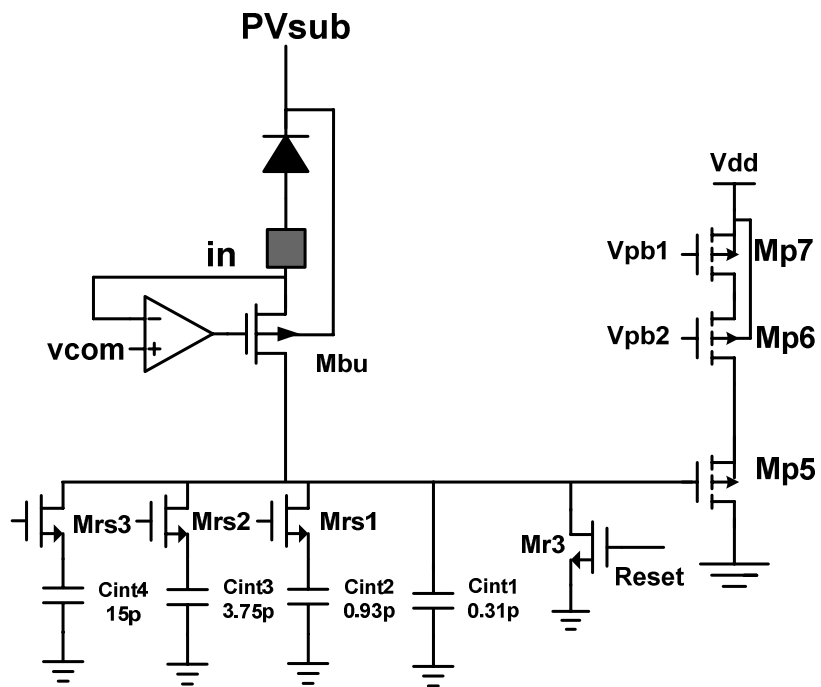 PVsub
in
−
vcom
+
Mbu
Vdd
Vpb1
Mp7
Vpb2
Mp6
Mp5
Mrs3
Mrs2
Mrs1
Mr3
Reset
Cint4
15p
Cint3
3.75p
Cint2
0.93p
Cint1
0.31p